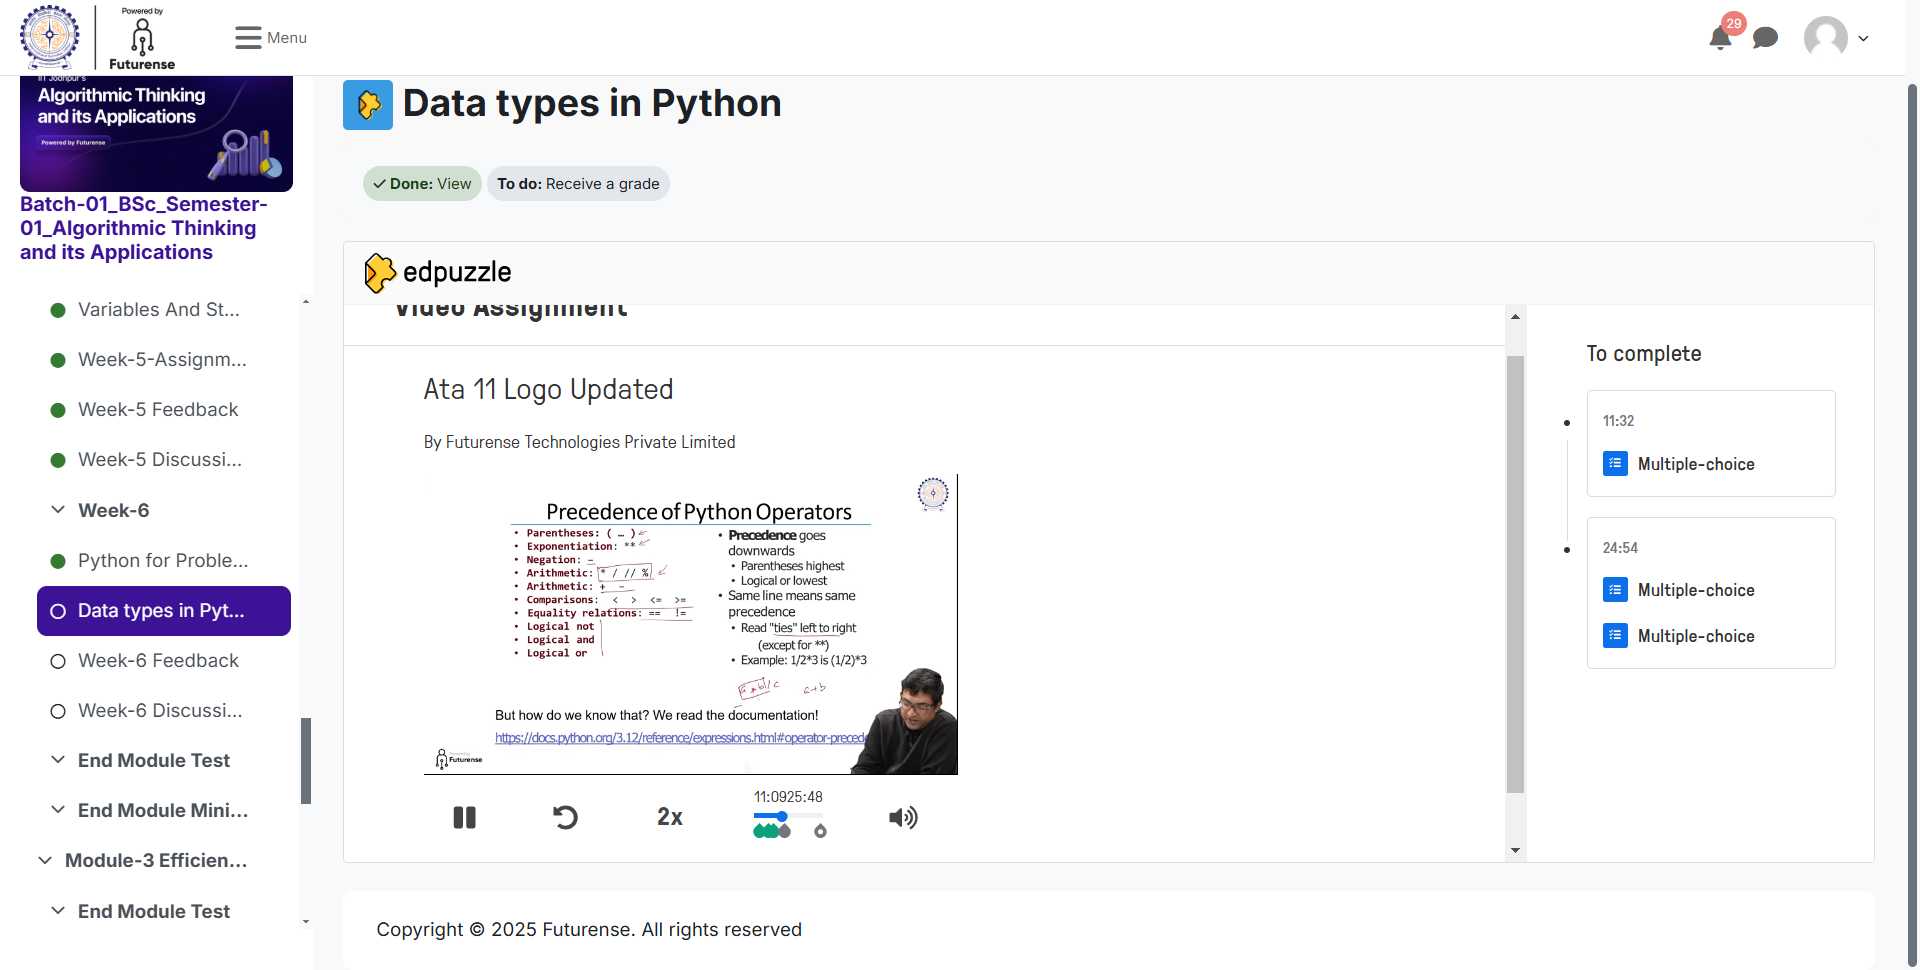 Powered by
Futurense
Menu
29
IIT Jodhpur's
Algorithmic Thinking
and its Applications
Powered by Futurense
Batch-01_BSc_Semester-
01_Algorithmic Thinking
and its Applications
Variables And St...
Week-5-Assignm...
Week-5 Feedback
Week-5 Discussi...
Week-6
Python for Proble...
Data types in Pyt...
Week-6 Feedback
Week-6 Discussi...
End Module Test
End Module Mini...
Module-3 Efficien...
End Module Test
Data types in Python
Done: View
To do: Receive a grade
edpuzzle
Video Assignment
Ata 11 Logo Updated
By Futurense Technologies Private Limited
Precedence of Python Operators
• Parentheses: ( … )
• Exponentiation: **
• Negation: –
• Arithmetic: * / // %
• Arithmetic: + -
• Comparisons: < > <= >=
• Equality relations: == !=
• Logical not
• Logical and
• Logical or
• Precedence goes
downwards
• Parentheses highest
• Logical or lowest
• Same line means same
precedence
• Read "ties" left to right
(except for **)
• Example: 1/2*3 is (1/2)*3
a+b
But how do we know that? We read the documentation!
https://docs.python.org/3.12/reference/expressions.html#operator-preced
Powered by
Futurense
2x
11:0925:48
To complete
11:32
Multiple-choice
24:54
Multiple-choice
Multiple-choice
Copyright © 2025 Futurense. All rights reserved